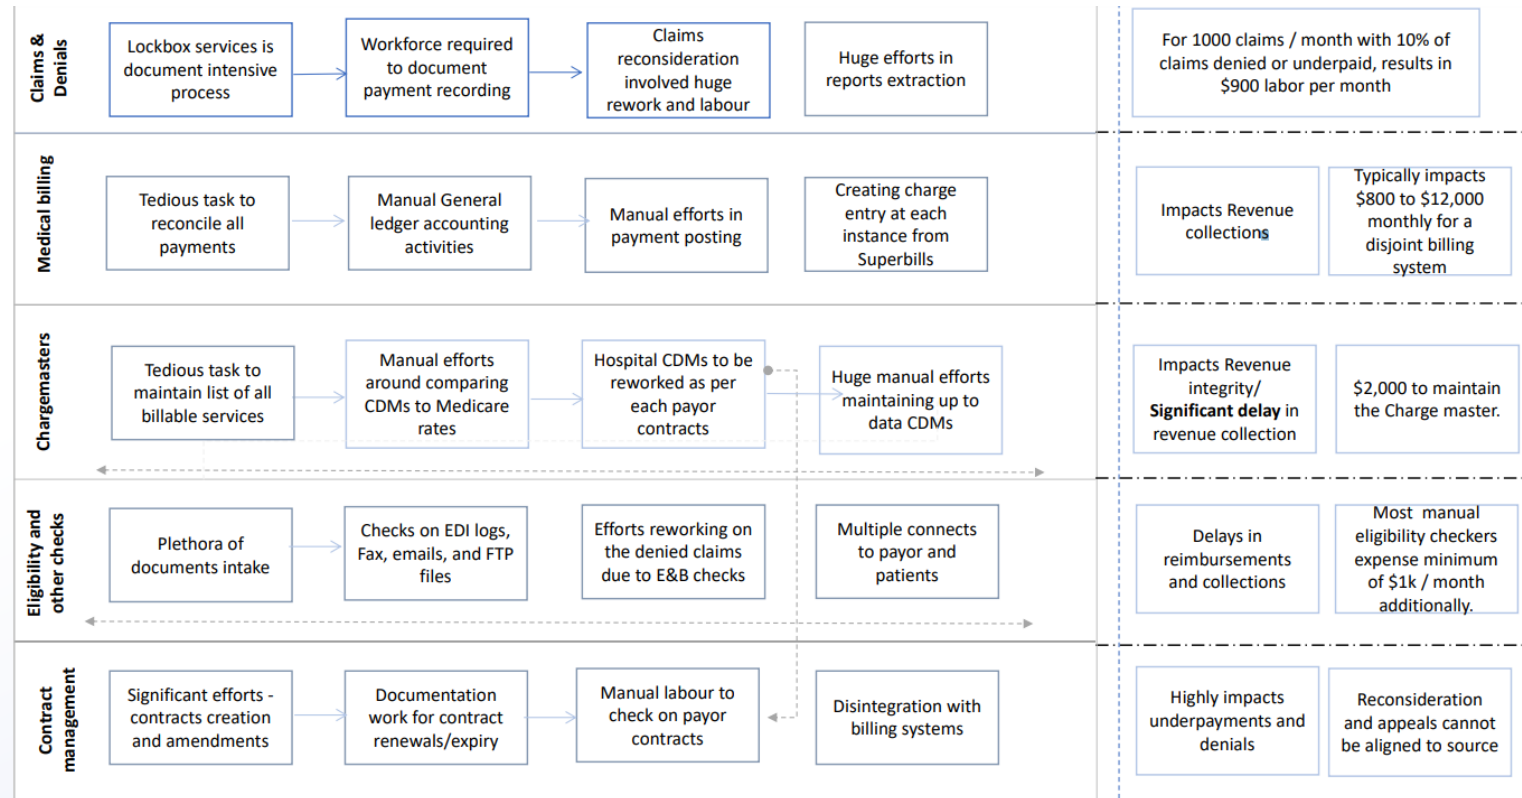 Claims &
Denials
Lockbox services is
document intensive
process
Workforce required
to document
payment recording
Claims
reconsideration
involved huge
rework and labour
Huge efforts in
reports extraction
For 1000 claims / month with 10% of
claims denied or underpaid, results in
$900 labor per month
Medical billing
Tedious task to
reconcile all
payments
Manual General
ledger accounting
activities
Manual efforts in
payment posting
Creating charge
entry at each
instance from
Superbills
Impacts Revenue
collections
Typically impacts
$800 to $12,000
monthly for a
disjoint billing
system
Chargemasters
Tedious task to
maintain list of all
billable services
Manual efforts
around comparing
CDMs to Medicare
rates
Hospital CDMs to be
reworked as per
each payor
contracts
Huge manual efforts
maintaining up to
data CDMs
Impacts Revenue
integrity/
Significant delay in
revenue collection
$2,000 to maintain
the Charge master.
Eligibility and
other checks
Plethora of
documents intake
Checks on EDI logs,
Fax, emails, and FTP
files
Efforts reworking on
the denied claims
due to E&B checks
Multiple connects
to payor and
patients
Delays in
reimbursements
and collections
Most manual
eligibility checkers
expense minimum
of $1k / month
additionally.
Contract
management
Significant efforts -
contracts creation
and amendments
Documentation
work for contract
renewals/expiry
Manual labour to
check on payor
contracts
Disintegration with
billing systems
Highly impacts
underpayments and
denials
Reconsideration
and appeals cannot
be aligned to source